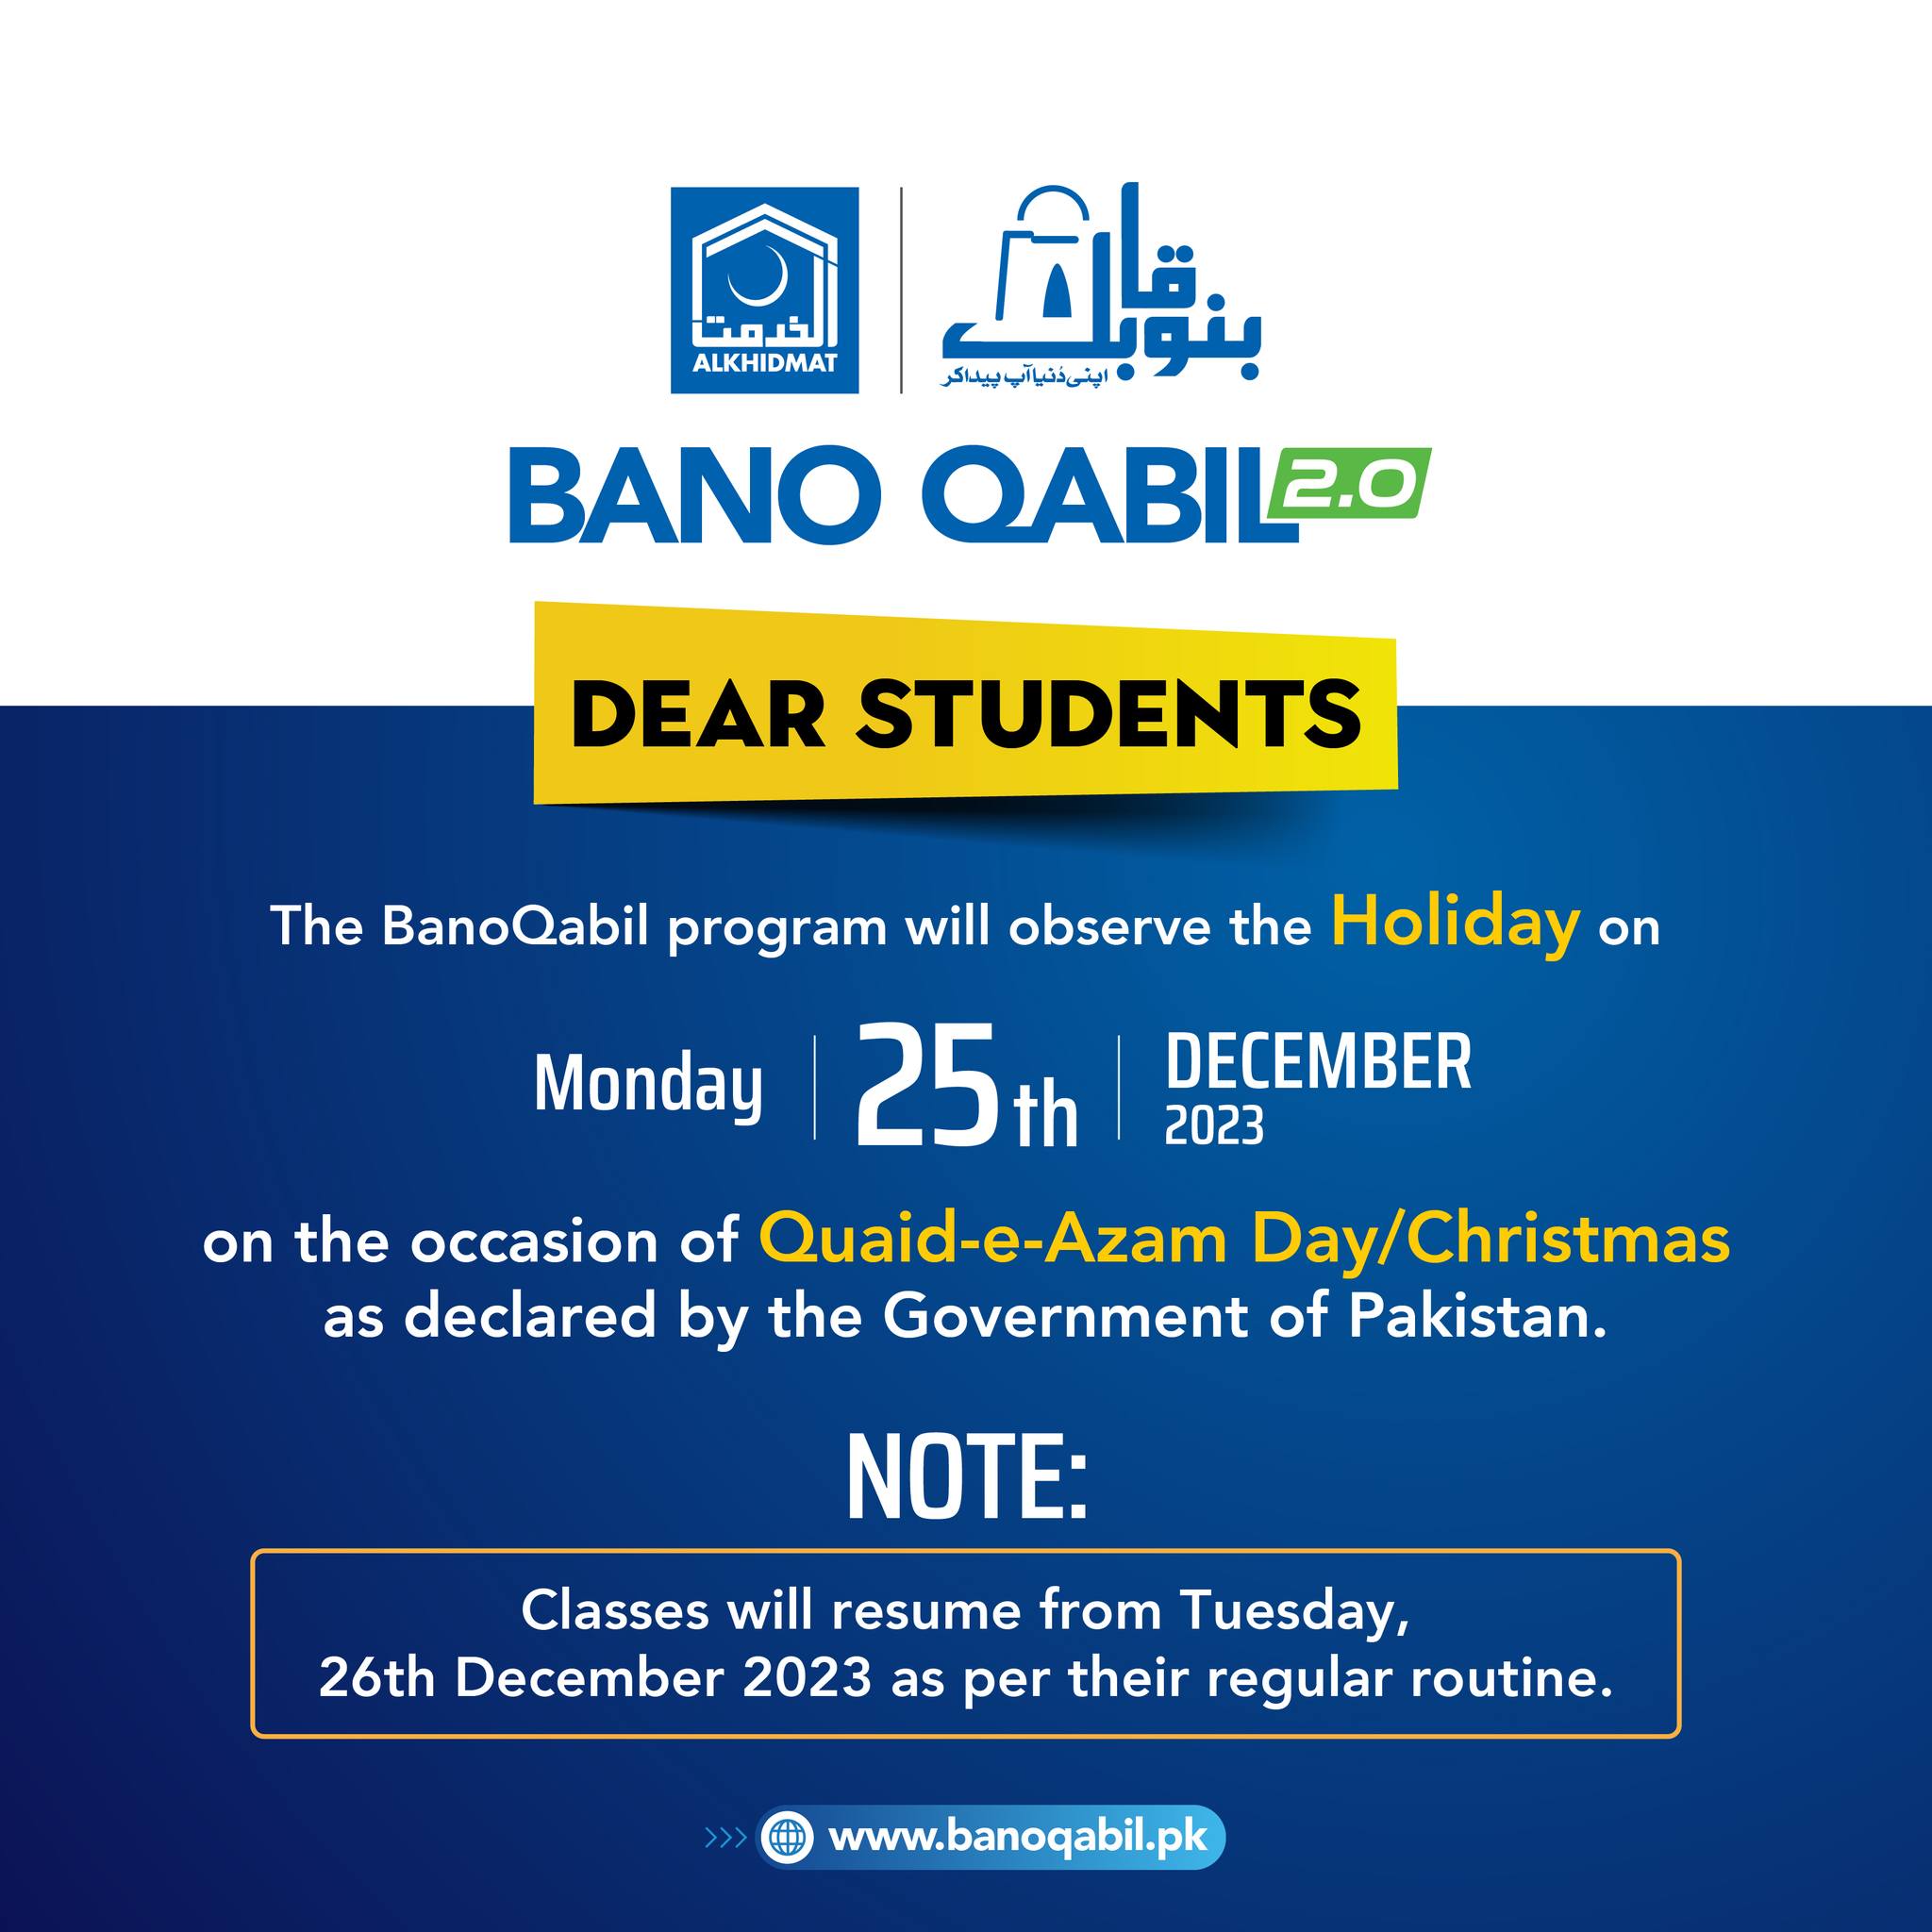 الخدمت
ALKHIDMAT
بنو قابل
اپنی دُنیا آپ پیدا کر
BANO QABIL 2.0
DEAR STUDENTS
The BanoQabil program will observe the Holiday on
Monday 25th DECEMBER
2023
on the occasion of Quaid-e-Azam Day/Christmas
as declared by the Government of Pakistan.
NOTE:
Classes will resume from Tuesday,
26th December 2023 as per their regular routine.
>>> www.banoqabil.pk